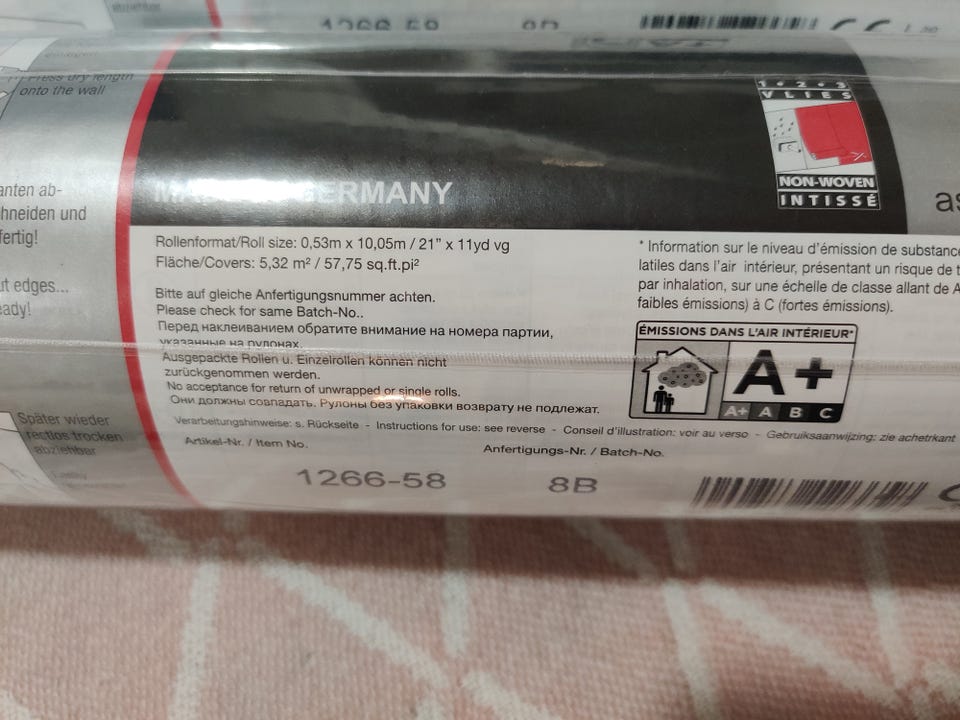 abziehbar
1266-58 8B
Press dry length
onto the wall
anten ab-
hneiden und
fertig!
ut edges...
eady!
Später wieder
restlos trocken
abziehbar
1•2•3
VLIES
NON-WOVEN
INTISSÉ
as
GERMANY
Rollenformat/Roll size: 0,53m x 10,05m / 21" x 11yd vg
Fläche/Covers: 5,32 m² / 57,75 sq.ft.pi²
Bitte auf gleiche Anfertigungsnummer achten.
Please check for same Batch-No..
Перед наклеиванием обратите внимание на номера партии,
указанные на рулонах.
Ausgepackte Rollen u. Einzelrollen können nicht
zurückgenommen werden.
No acceptance for return of unwrapped or single rolls.
Они должны совпадать. Рулоны без упаковки возврату не подлежат.
Verarbeitungshinweise: s. Rückseite - Instructions for use: see reverse - Conseil d'illustration: voir au verso - Gebruiksaanwijzing: zie achetrkant
Artikel-Nr. / Item No. Anfertigungs-Nr. / Batch-No.
1266-58 8B
* Information sur le niveau d'émission de substance
latiles dans l'air intérieur, présentant un risque de t
par inhalation, sur une échelle de classe allant de A
faibles émissions) à C (fortes émissions).
ÉMISSIONS DANS L'AIR INTÉRIEUR*
A+
A+ A B C